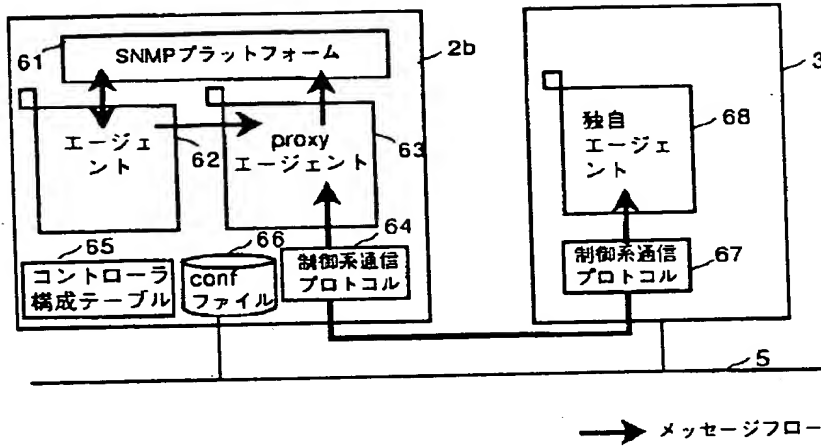 61
SNMPプラットフォーム
2b
3
エージェ
ント
62
proxy
エージェント
63
独自
エージェント
68
65
コントローラ
構成テーブル
66
conf
ファイル
64
制御系通信
プロトコル
制御系通信
プロトコル
67
5
メッセージフロー